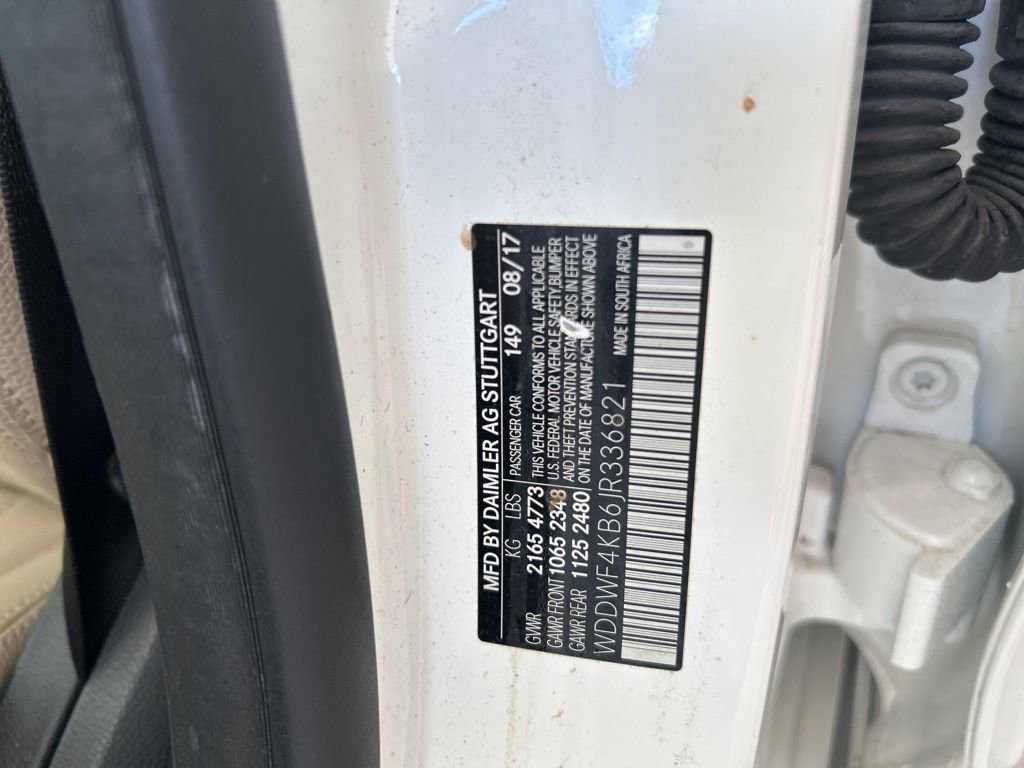 MFD BY DAIMLER AG STUTTGART
KG LBS PASSENGER CAR 149 08/17
GVWR 2165 4773 THIS VEHICLE CONFORMS TO ALL APPLICABLE
GAWR FRONT 1065 2348 U.S. FEDERAL MOTOR VEHICLE SAFETY, BUMPER
GAWR REAR 1125 2480 AND THEFT PREVENTION STANDARDS IN EFFECT
ON THE DATE OF MANUFACTURE SHOWN ABOVE
WDDWF4KB6JR336821 MADE IN SOUTH AFRICA